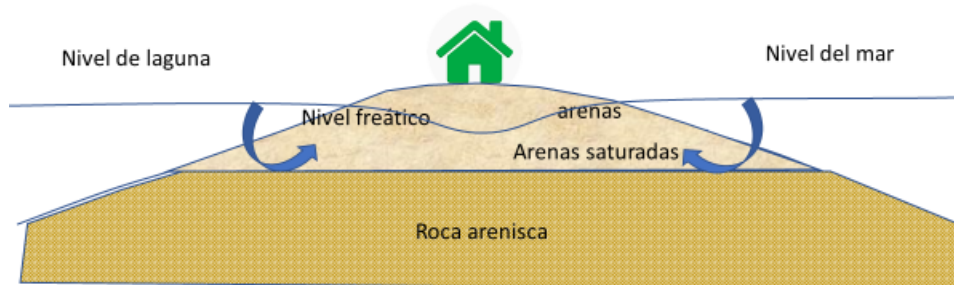 Nivel de laguna
Nivel del mar
Nivel freático
arenas
Arenas saturadas
Roca arenisca